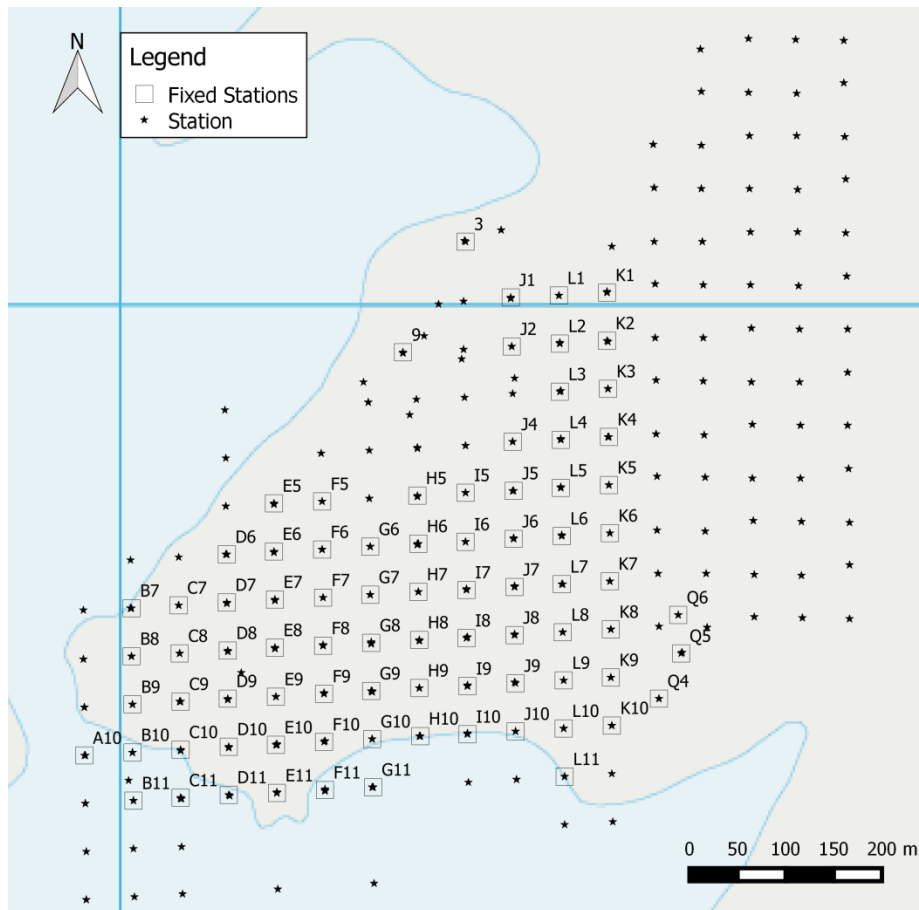 N
Legend
Fixed Stations
Station
3
J1 L1 K1
9 J2 L2 K2
L3 K3
J4 L4 K4
E5 F5 H5 I5 J5 L5 K5
D6 E6 F6 G6 H6 I6 J6 L6 K6
B7 C7 D7 E7 F7 G7 H7 I7 J7 L7 K7
Q6
B8 C8 D8 E8 F8 G8 H8 I8 J8 L8 K8
Q5
B9 C9 D9 E9 F9 G9 H9 I9 J9 L9 K9
Q4
A10 B10 C10 D10 E10 F10 G10 H10 I10 J10 L10 K10
B11 C11 D11 E11 F11 G11 L11
0 50 100 150 200 m